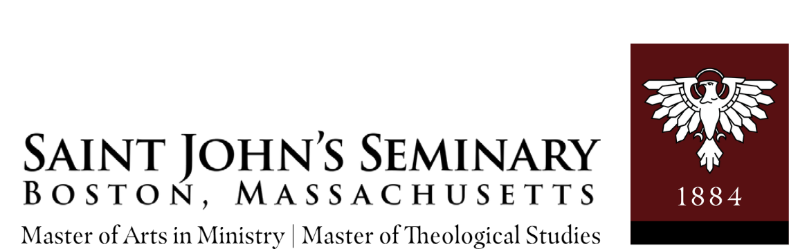 SAINT JOHN'S SEMINARY
BOSTON, MASSACHUSETTS
Master of Arts in Ministry | Master of Theological Studies
1884